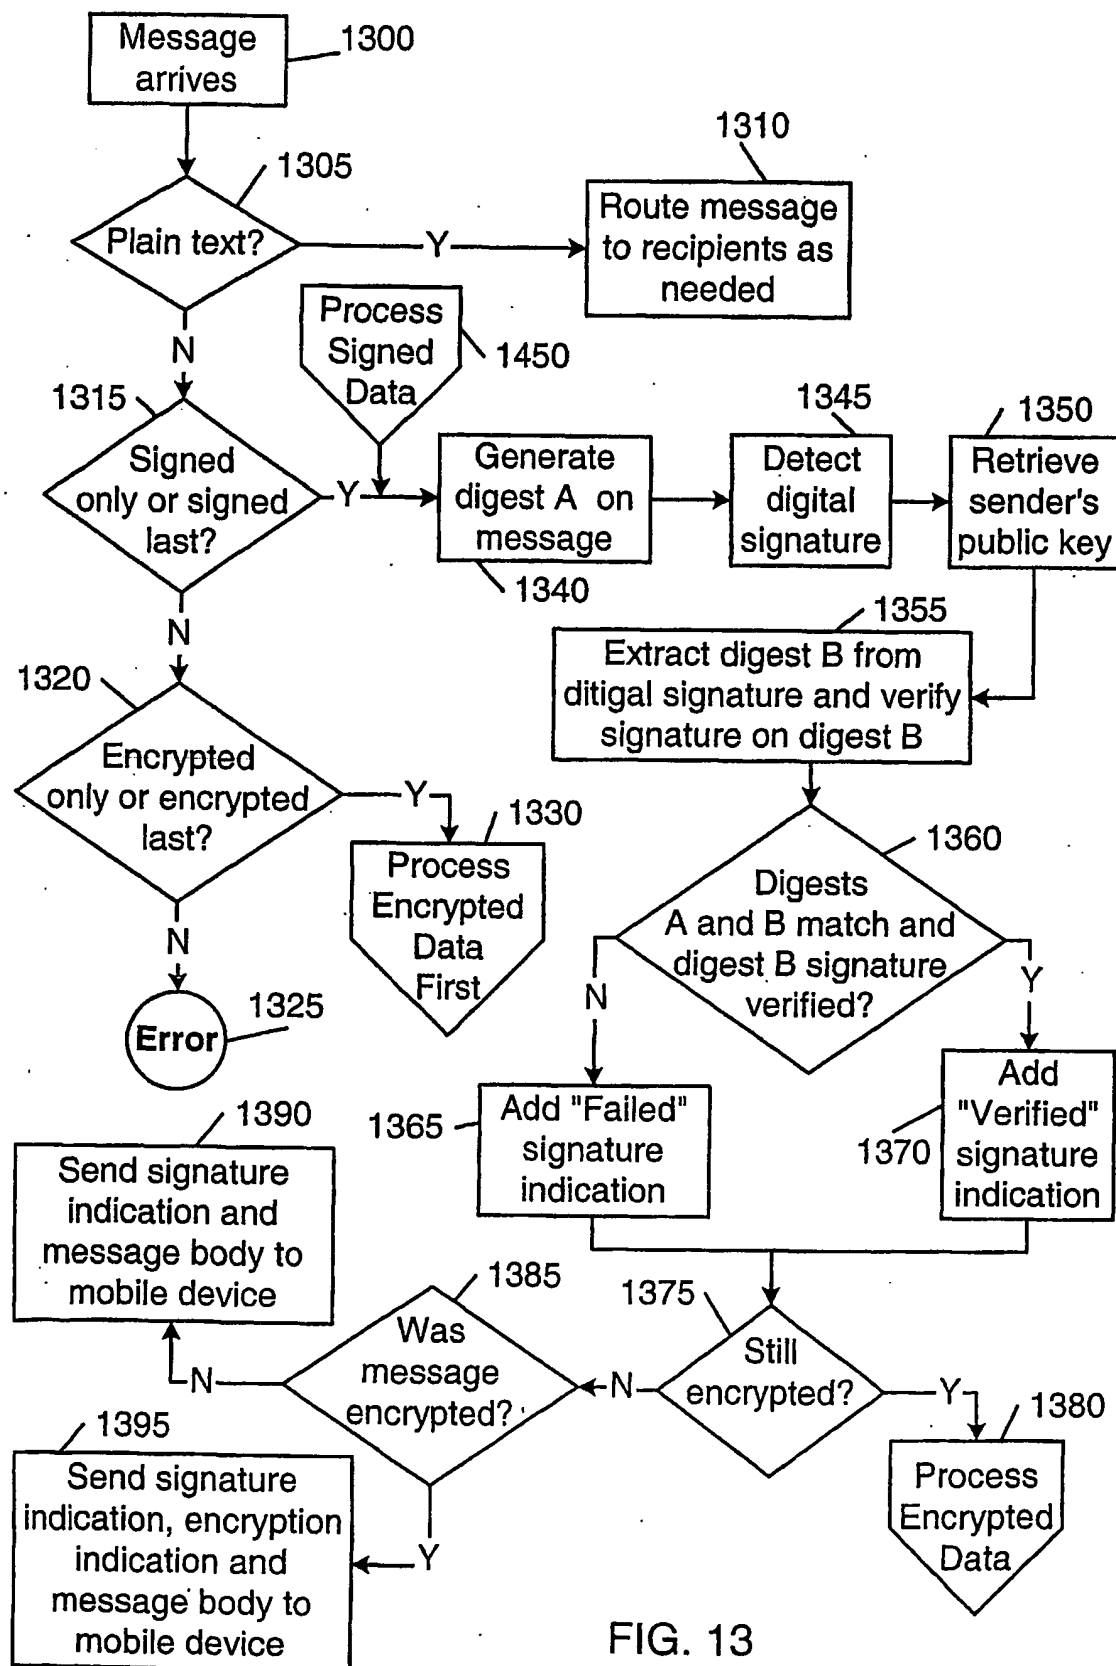 Message
arrives
1300
1305
Plain text?
Y
1310
Route message
to recipients as
needed
N
Process
Signed
Data
1450
1315
Signed
only or signed
last?
Y
Generate
digest A on
message
1340
1345
Detect
digital
signature
1350
Retrieve
sender's
public key
N
1355
Extract digest B from
ditigal signature and verify
signature on digest B
1320
Encrypted
only or encrypted
last?
Y
1330
Process
Encrypted
Data
First
N
1325
Error
1360
Digests
A and B match and
digest B signature
verified?
N
Y
1365
Add "Failed"
signature
indication
1370
Add
"Verified"
signature
indication
1390
Send signature
indication and
message body to
mobile device
1385
Was
message
encrypted?
N
1375
Still
encrypted?
N
Y
1380
Process
Encrypted
Data
1395
Send signature
indication, encryption
indication and
message body to
mobile device
Y
FIG. 13